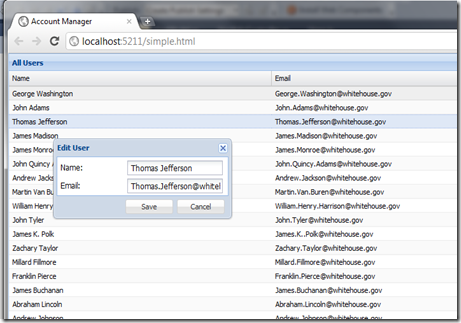 Account Manager
localhost:5211/simple.html
All Users
Name Email
George Washington George.Washington@whitehouse.gov
John Adams John.Adams@whitehouse.gov
Thomas Jefferson Thomas.Jefferson@whitehouse.gov
James Madison James.Madison@whitehouse.gov
James Monroe James.Monroe@whitehouse.gov
John Quincy A John.Quincy.Adams@whitehouse.gov
Andrew Jacks Andrew.Jackson@whitehouse.gov
Martin Van Bu Martin.Van.Buren@whitehouse.gov
William Henry William.Henry.Harrison@whitehouse.gov
John Tyler John.Tyler@whitehouse.gov
James K. Polk James.K..Polk@whitehouse.gov
Zachary Taylor Zachary.Taylor@whitehouse.gov
Millard Fillmore Millard.Fillmore@whitehouse.gov
Franklin Pierce Franklin.Pierce@whitehouse.gov
James Buchanan James.Buchanan@whitehouse.gov
Abraham Lincoln Abraham.Lincoln@whitehouse.gov
Andrew Johnson Andrew.Johnson@whitehouse.gov
Edit User
Name: Thomas Jefferson
Email: Thomas.Jefferson@whitel
Save Cancel